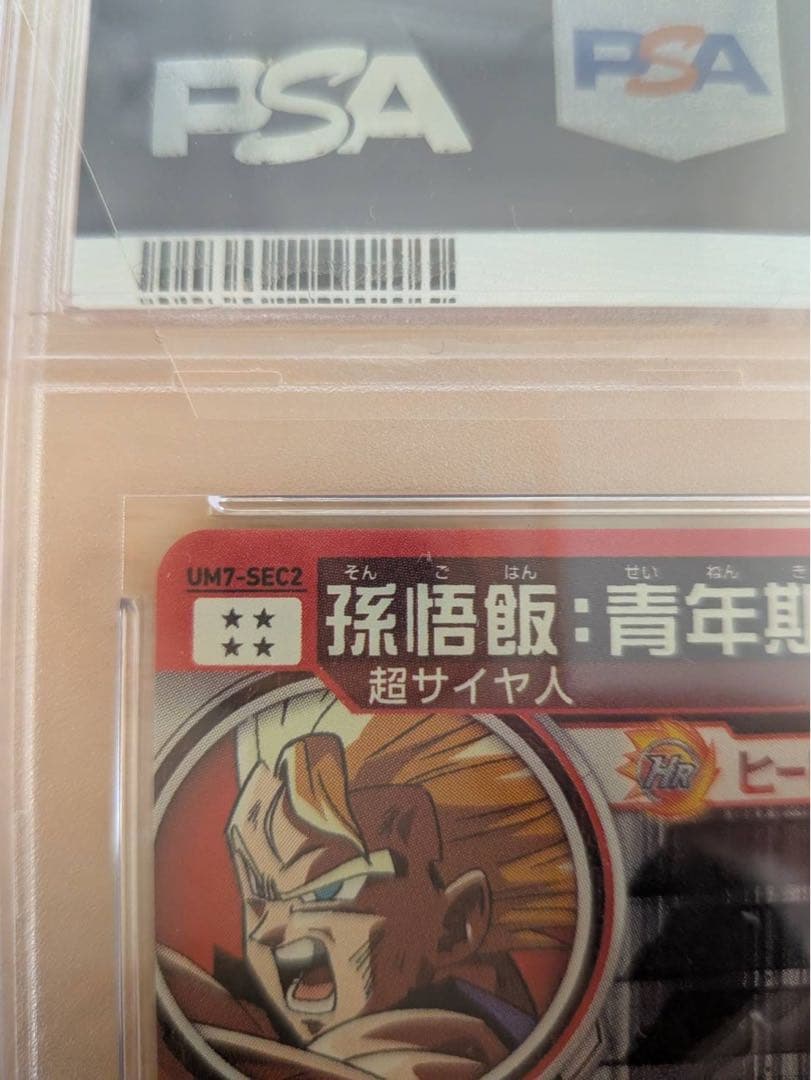 PSA
PSA
UM7-SEC2
そん ご はん せい ねん き
孫悟飯:青年期
超サイヤ人
HR
ヒー